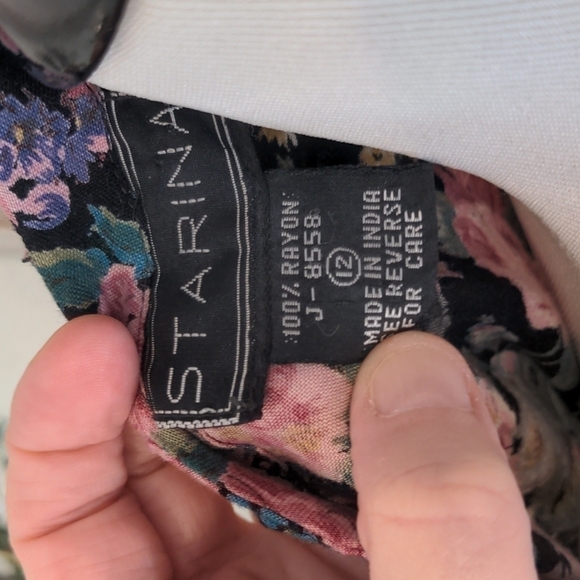 STARINA
100% RAYON
J-8558
12
MADE IN INDIA
SEE REVERSE
FOR CARE